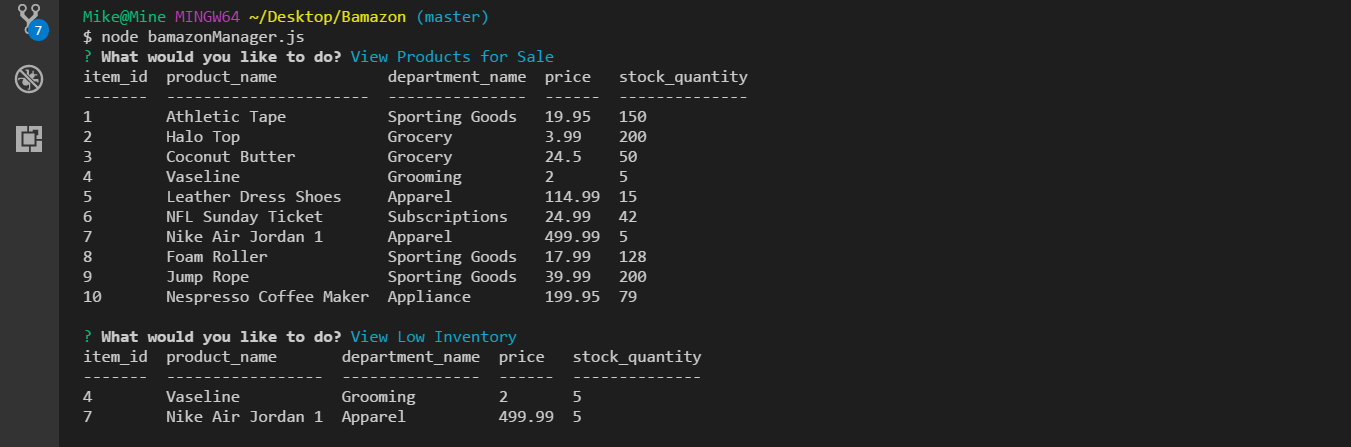 7
Mike@Mine MINGW64 ~/Desktop/Bamazon (master)
$ node bamazonManager.js
? What would you like to do? View Products for Sale
item_id  product_name            department_name  price   stock_quantity
-------  ----------------------  ---------------  ------  --------------
1        Athletic Tape           Sporting Goods   19.95   150
2        Halo Top                Grocery          3.99    200
3        Coconut Butter          Grocery          24.5    50
4        Vaseline                Grooming         2       5
5        Leather Dress Shoes     Apparel          114.99  15
6        NFL Sunday Ticket       Subscriptions    24.99   42
7        Nike Air Jordan 1       Apparel          499.99  5
8        Foam Roller             Sporting Goods   17.99   128
9        Jump Rope               Sporting Goods   39.99   200
10       Nespresso Coffee Maker  Appliance        199.95  79
? What would you like to do? View Low Inventory
item_id  product_name       department_name  price   stock_quantity
-------  -----------------  ---------------  ------  --------------
4        Vaseline           Grooming         2       5
7        Nike Air Jordan 1  Apparel          499.99  5